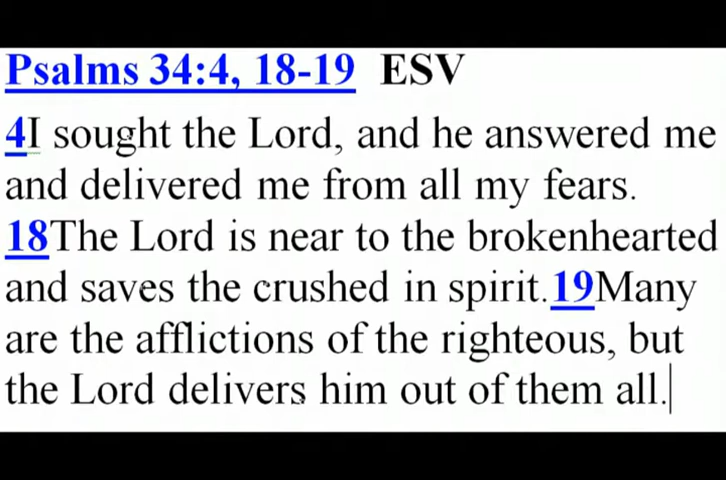 Psalms 34:4, 18-19 ESV
4I sought the Lord, and he answered me
and delivered me from all my fears.
18The Lord is near to the brokenhearted
and saves the crushed in spirit.19Many
are the afflictions of the righteous, but
the Lord delivers him out of them all.